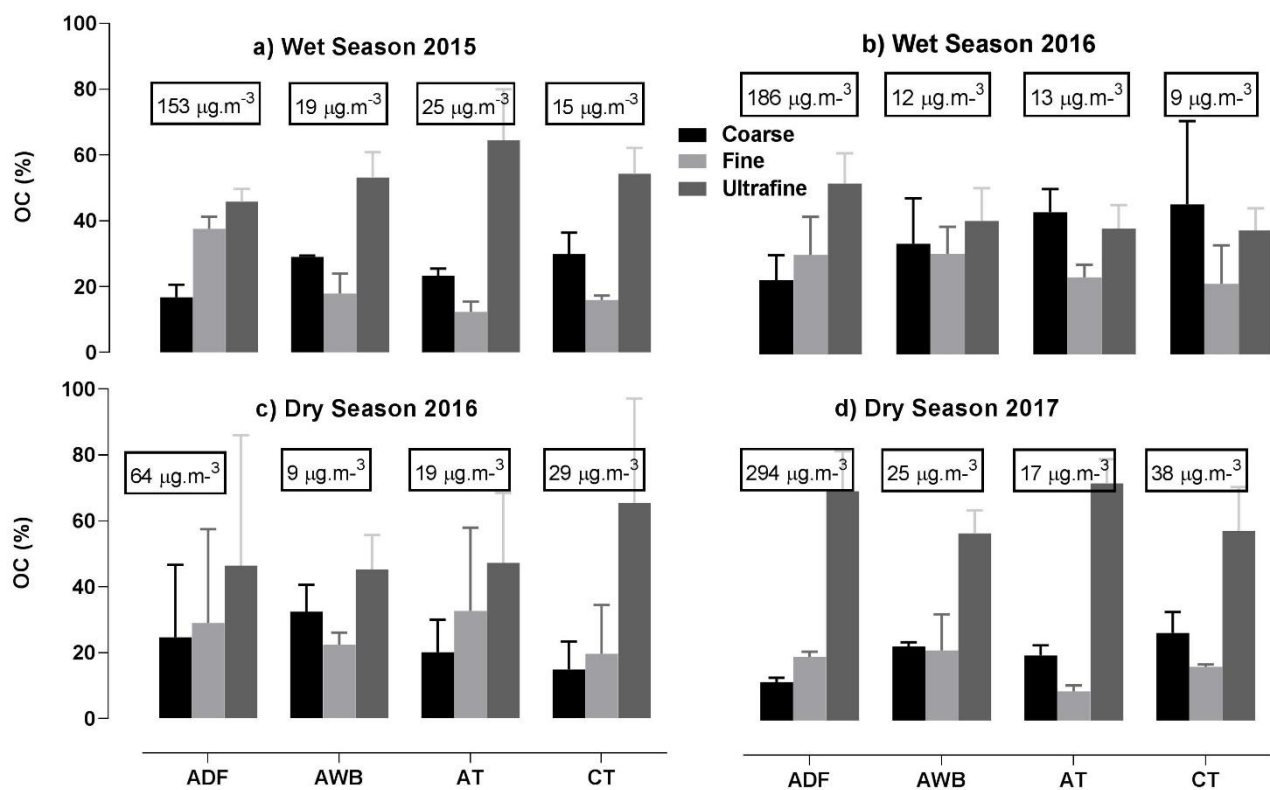 a) Wet Season 2015
b) Wet Season 2016
153 μg.m-3
19 μg.m-3
25 μg.m-3
15 μg.m-3
186 μg.m-3
12 μg.m-3
13 μg.m-3
9 μg.m-3
Coarse
Fine
Ultrafine
OC (%)
100
80
60
40
20
0
c) Dry Season 2016
d) Dry Season 2017
64 μg.m-3
9 μg.m-3
19 μg.m-3
29 μg.m-3
294 μg.m-3
25 μg.m-3
17 μg.m-3
38 μg.m-3
OC (%)
100
80
60
40
20
0
ADF AWB AT CT
ADF AWB AT CT